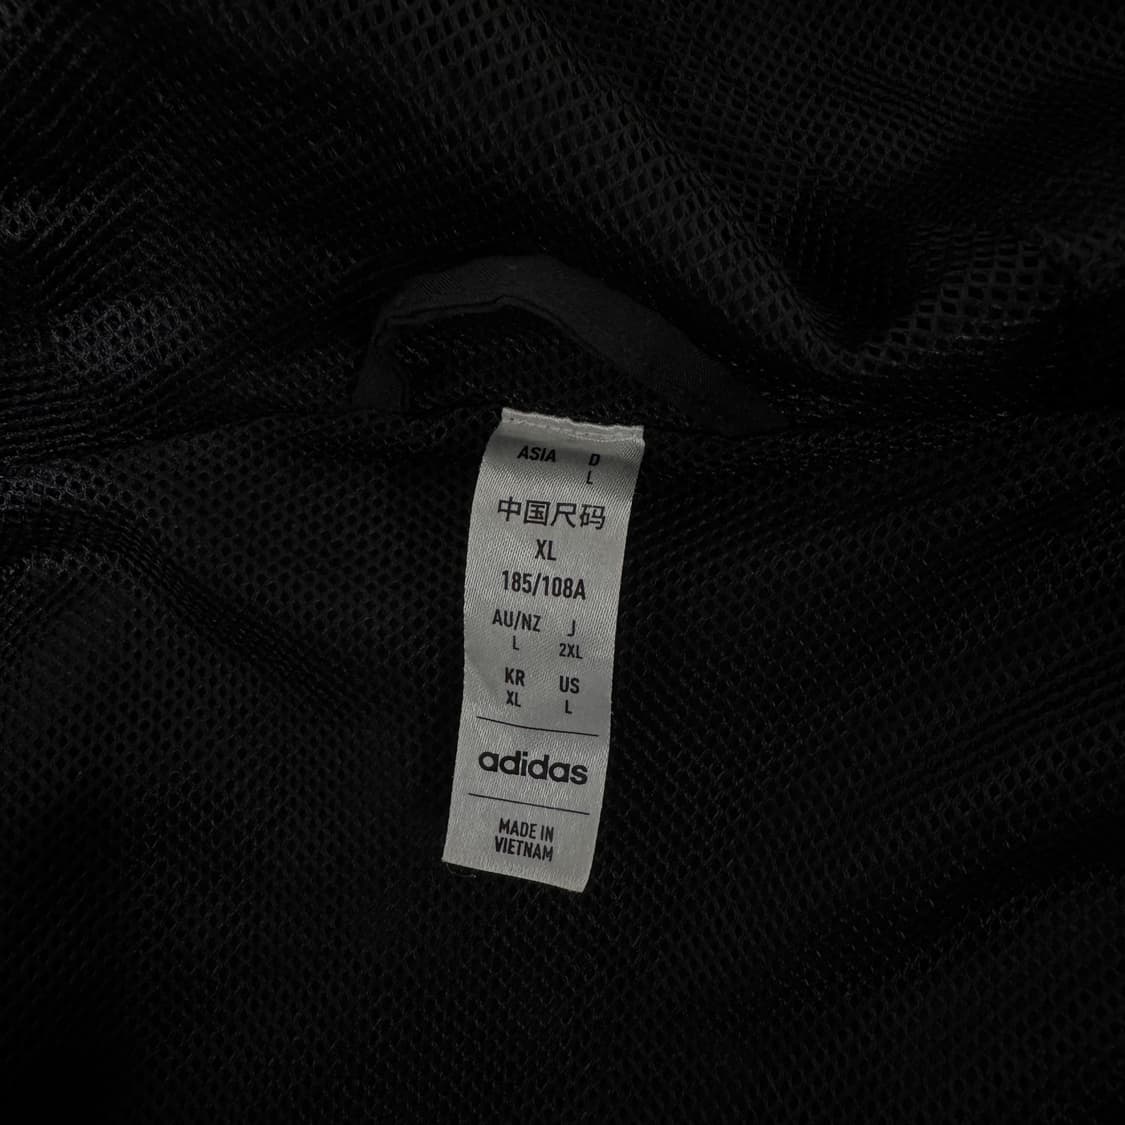 ASIA D
L
中国尺码
XL
185/108A
AU/NZ J
L 2XL
KR US
XL L
adidas
MADE IN
VIETNAM